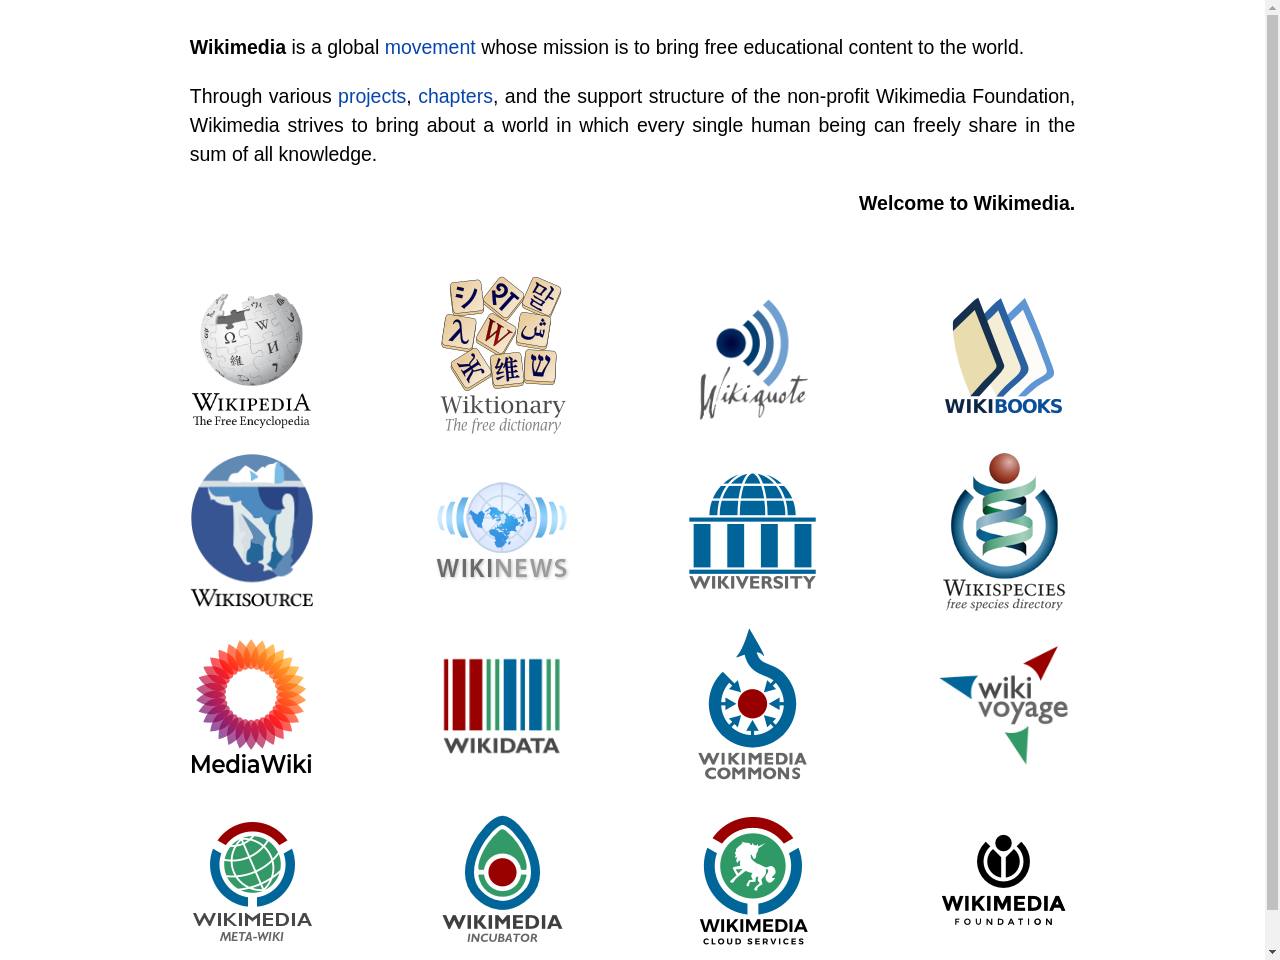 Wikimedia is a global movement whose mission is to bring free educational content to the world.
Through various projects, chapters, and the support structure of the non-profit Wikimedia Foundation,
Wikimedia strives to bring about a world in which every single human being can freely share in the
sum of all knowledge.
Welcome to Wikimedia.
Ω W И 維
WIKIPEDIA
The Free Encyclopedia
シ 말
λ W ش
维 ש
Wiktionary
The free dictionary
Wikiquote
WIKIBOOKS
WIKISOURCE
WIKINEWS
WIKIVERSITY
WIKISPECIES
free species directory
MediaWiki
WIKIDATA
WIKIMEDIA
COMMONS
wiki
voyage
WIKIMEDIA
META-WIKI
WIKIMEDIA
INCUBATOR
WIKIMEDIA
CLOUD SERVICES
WIKIMEDIA
FOUNDATION